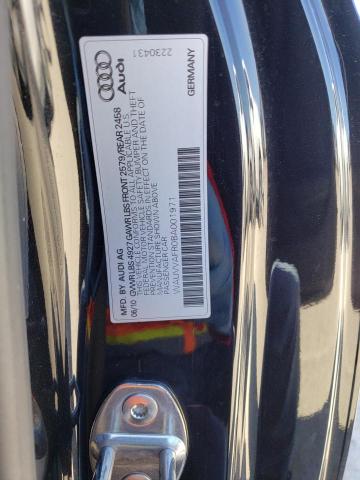 Audi
2230431
GERMANY
MFD. BY AUDI AG
06/10 GVWR LBS 4927 GAWR LBS FRONT 2579/REAR 2458
THIS VEHICLE CONFORMS TO ALL APPLICABLE U.S.
FEDERAL MOTOR VEHICLE SAFETY BUMPER AND THEFT
PREVENTION STANDARDS IN EFFECT ON THE DATE OF
MANUFACTURE SHOWN ABOVE
PASSENGER CAR
WAUVVAFR0BA001971